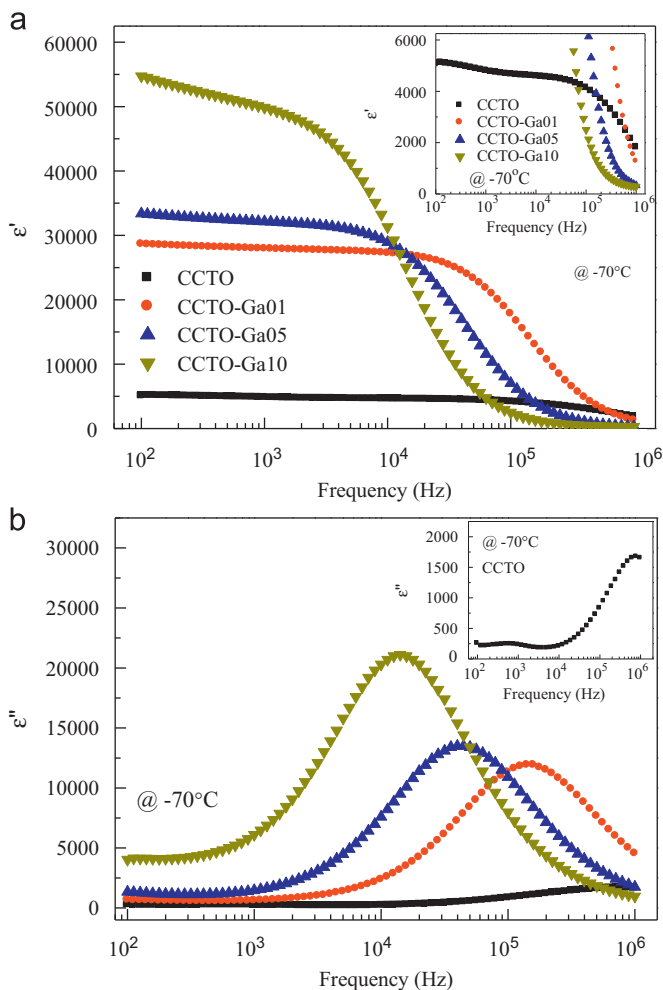 a
60000
50000
40000
30000
20000
10000
0
ε'
CCTO
CCTO-Ga01
CCTO-Ga05
CCTO-Ga10
@ -70°C
10² 10³ 10⁴ 10⁵ 10⁶
Frequency (Hz)
6000
4000
2000
0
ε'
CCTO
CCTO-Ga01
CCTO-Ga05
CCTO-Ga10
@ -70°C
10² 10³ 10⁴ 10⁵ 10⁶
Frequency (Hz)
b
30000
25000
20000
15000
10000
5000
0
ε''
@ -70°C
10² 10³ 10⁴ 10⁵ 10⁶
Frequency (Hz)
2000
1500
1000
500
250
0
ε''
@ -70°C
CCTO
10² 10³ 10⁴ 10⁵ 10⁶
Frequency (Hz)